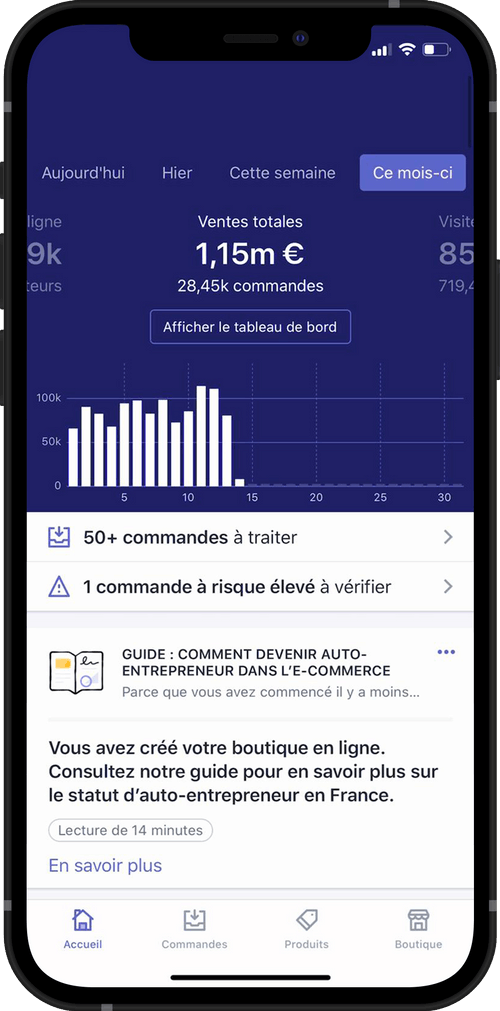 Aujourd'hui Hier Cette semaine Ce mois-ci
ligne Ventes totales Visite
9k 1,15m € 85
teurs 28,45k commandes 719,4
Afficher le tableau de bord
100k
50k
0
5 10 15 20 25 30
50+ commandes à traiter
1 commande à risque élevé à vérifier
GUIDE : COMMENT DEVENIR AUTO-
ENTREPRENEUR DANS L'E-COMMERCE
Parce que vous avez commencé il y a moins...
Vous avez créé votre boutique en ligne.
Consultez notre guide pour en savoir plus sur
le statut d'auto-entrepreneur en France.
Lecture de 14 minutes
En savoir plus
Accueil Commandes Produits Boutique